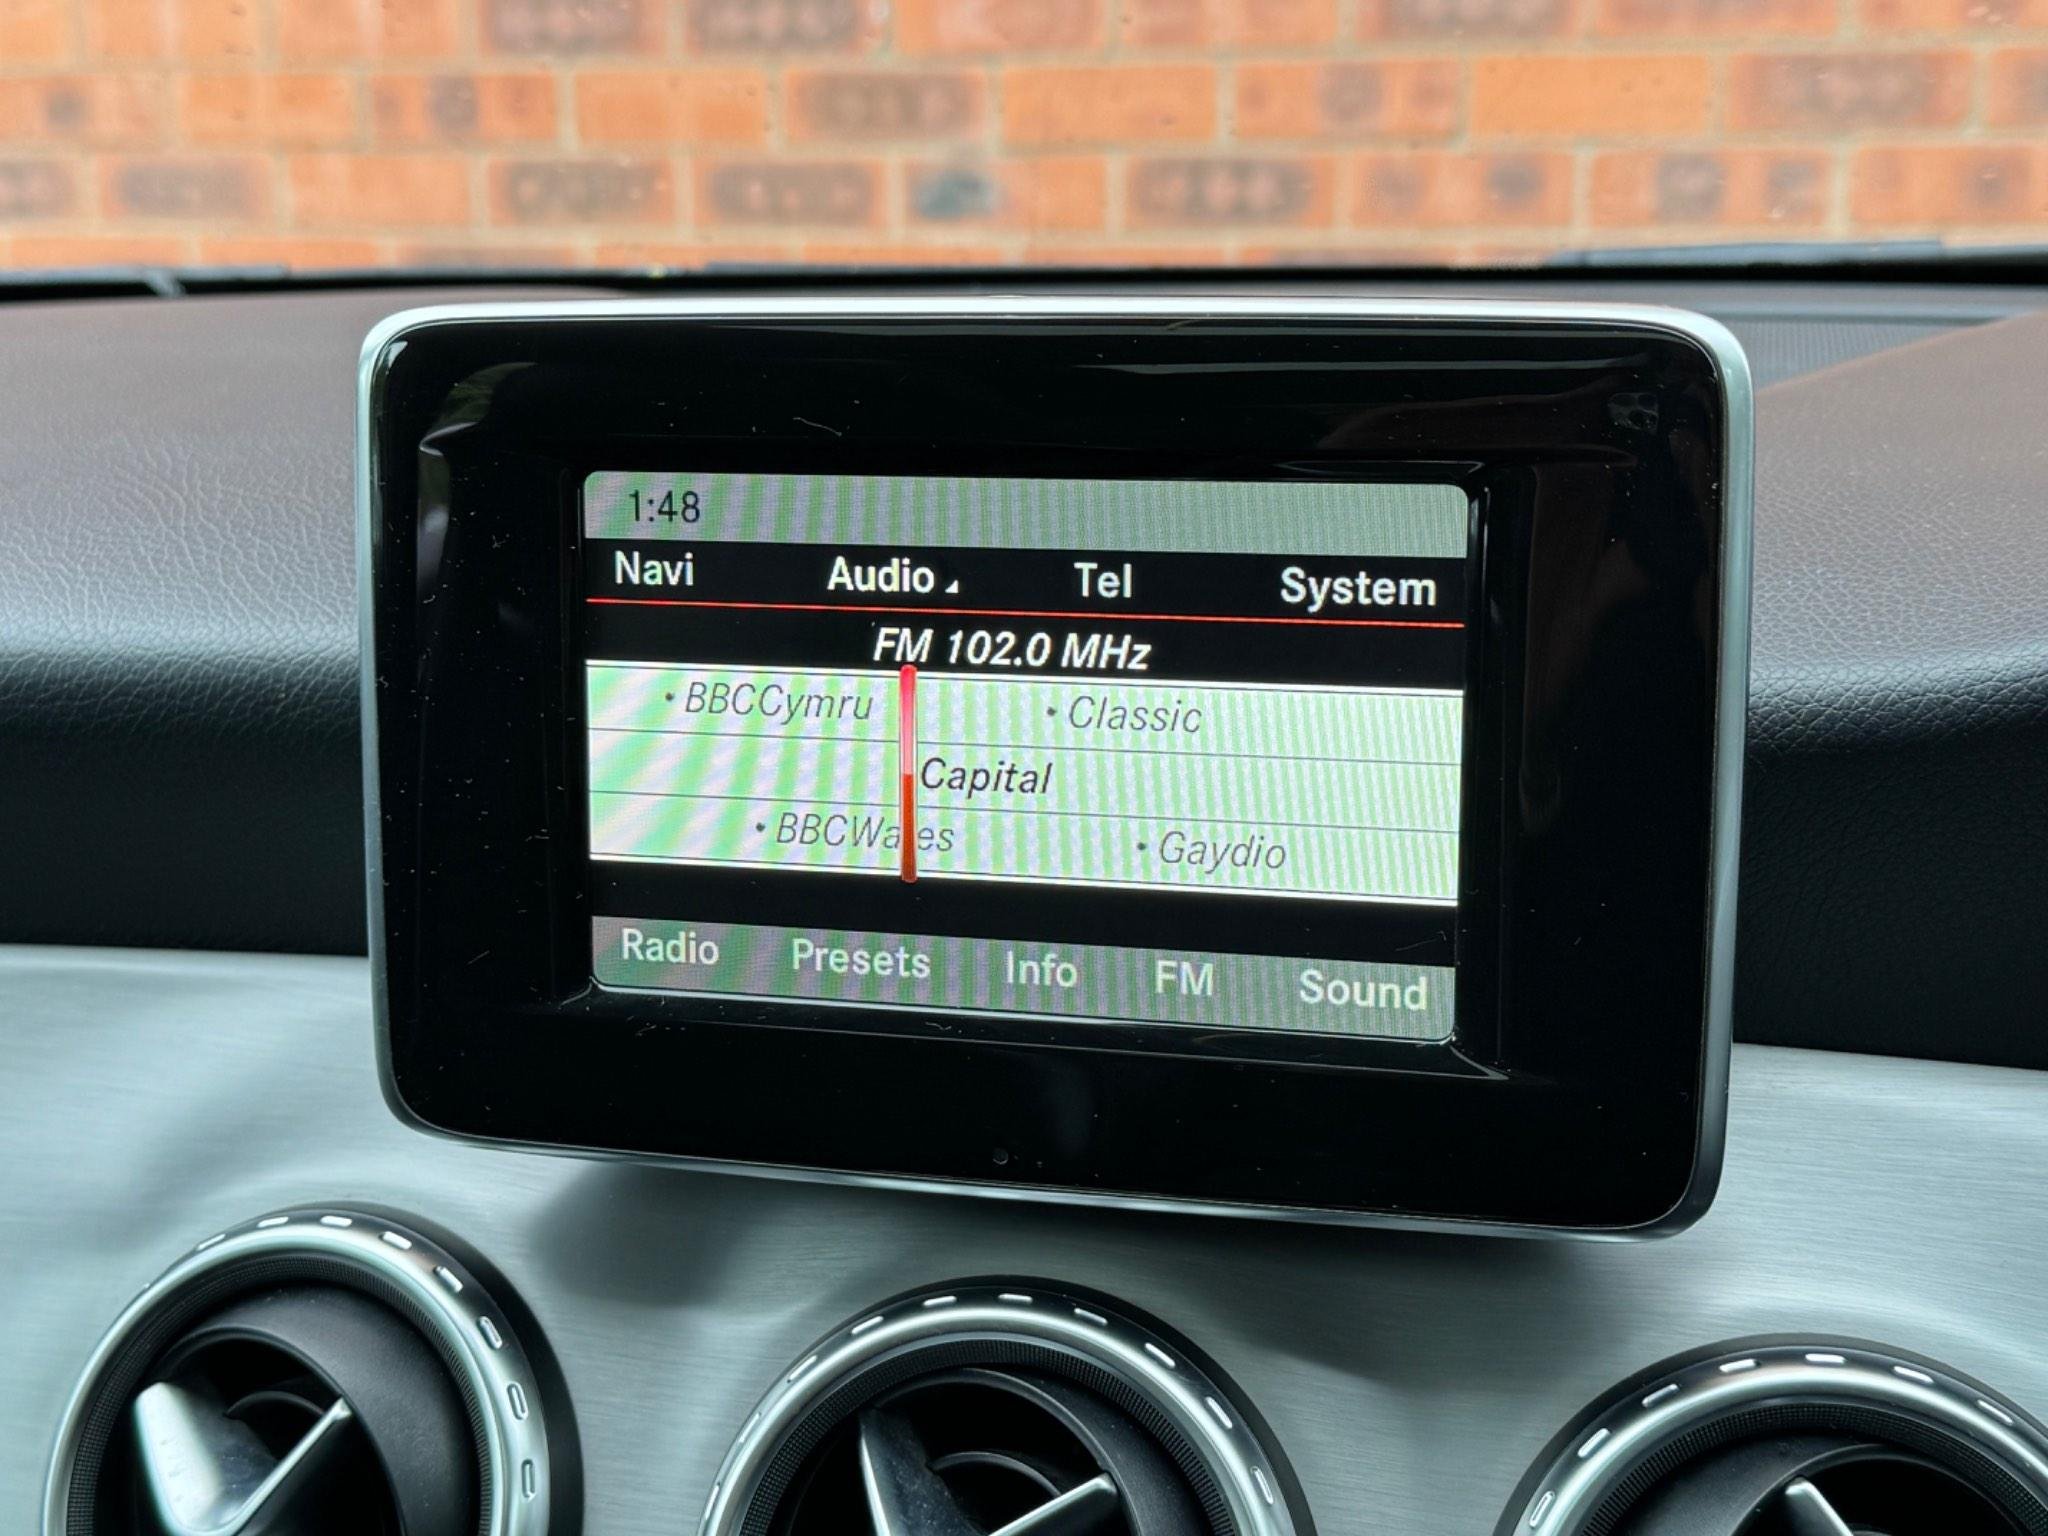 1:48
Navi Audio Tel System
FM 102.0 MHz
• BBCCymru • Classic
Capital
• BBCWales • Gaydio
Radio Presets Info FM Sound